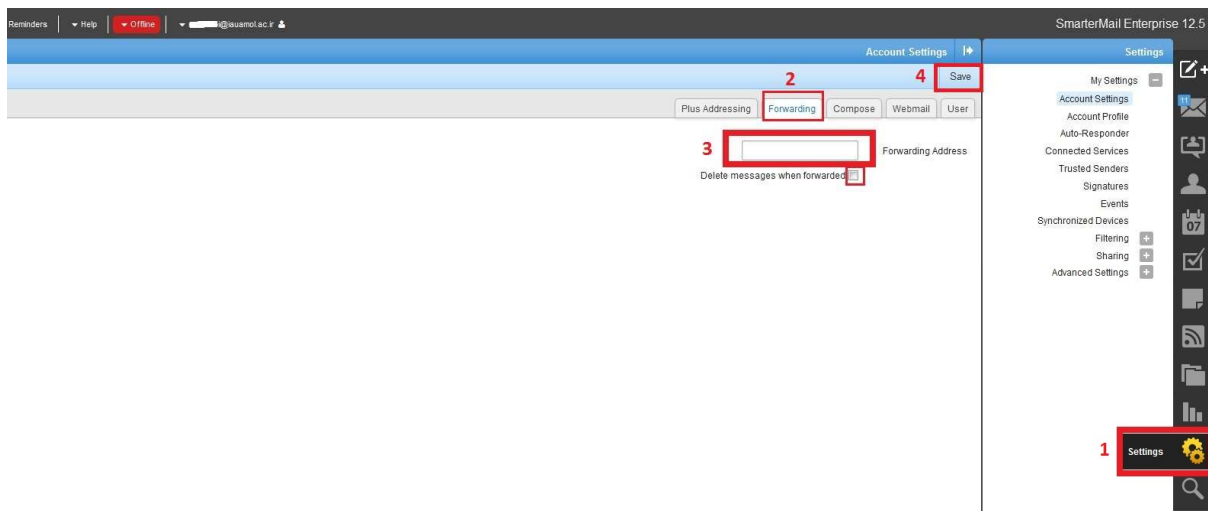 Reminders Help Offline i@iauamol.ac.ir SmarterMail Enterprise 12.5
Account Settings Settings
2 4 Save
Plus Addressing Forwarding Compose Webmail User
3 Forwarding Address
Delete messages when forwarded
My Settings
Account Settings
Account Profile
Auto-Responder
Connected Services
Trusted Senders
Signatures
Events
Synchronized Devices
Filtering
Sharing
Advanced Settings
11
07
1 Settings